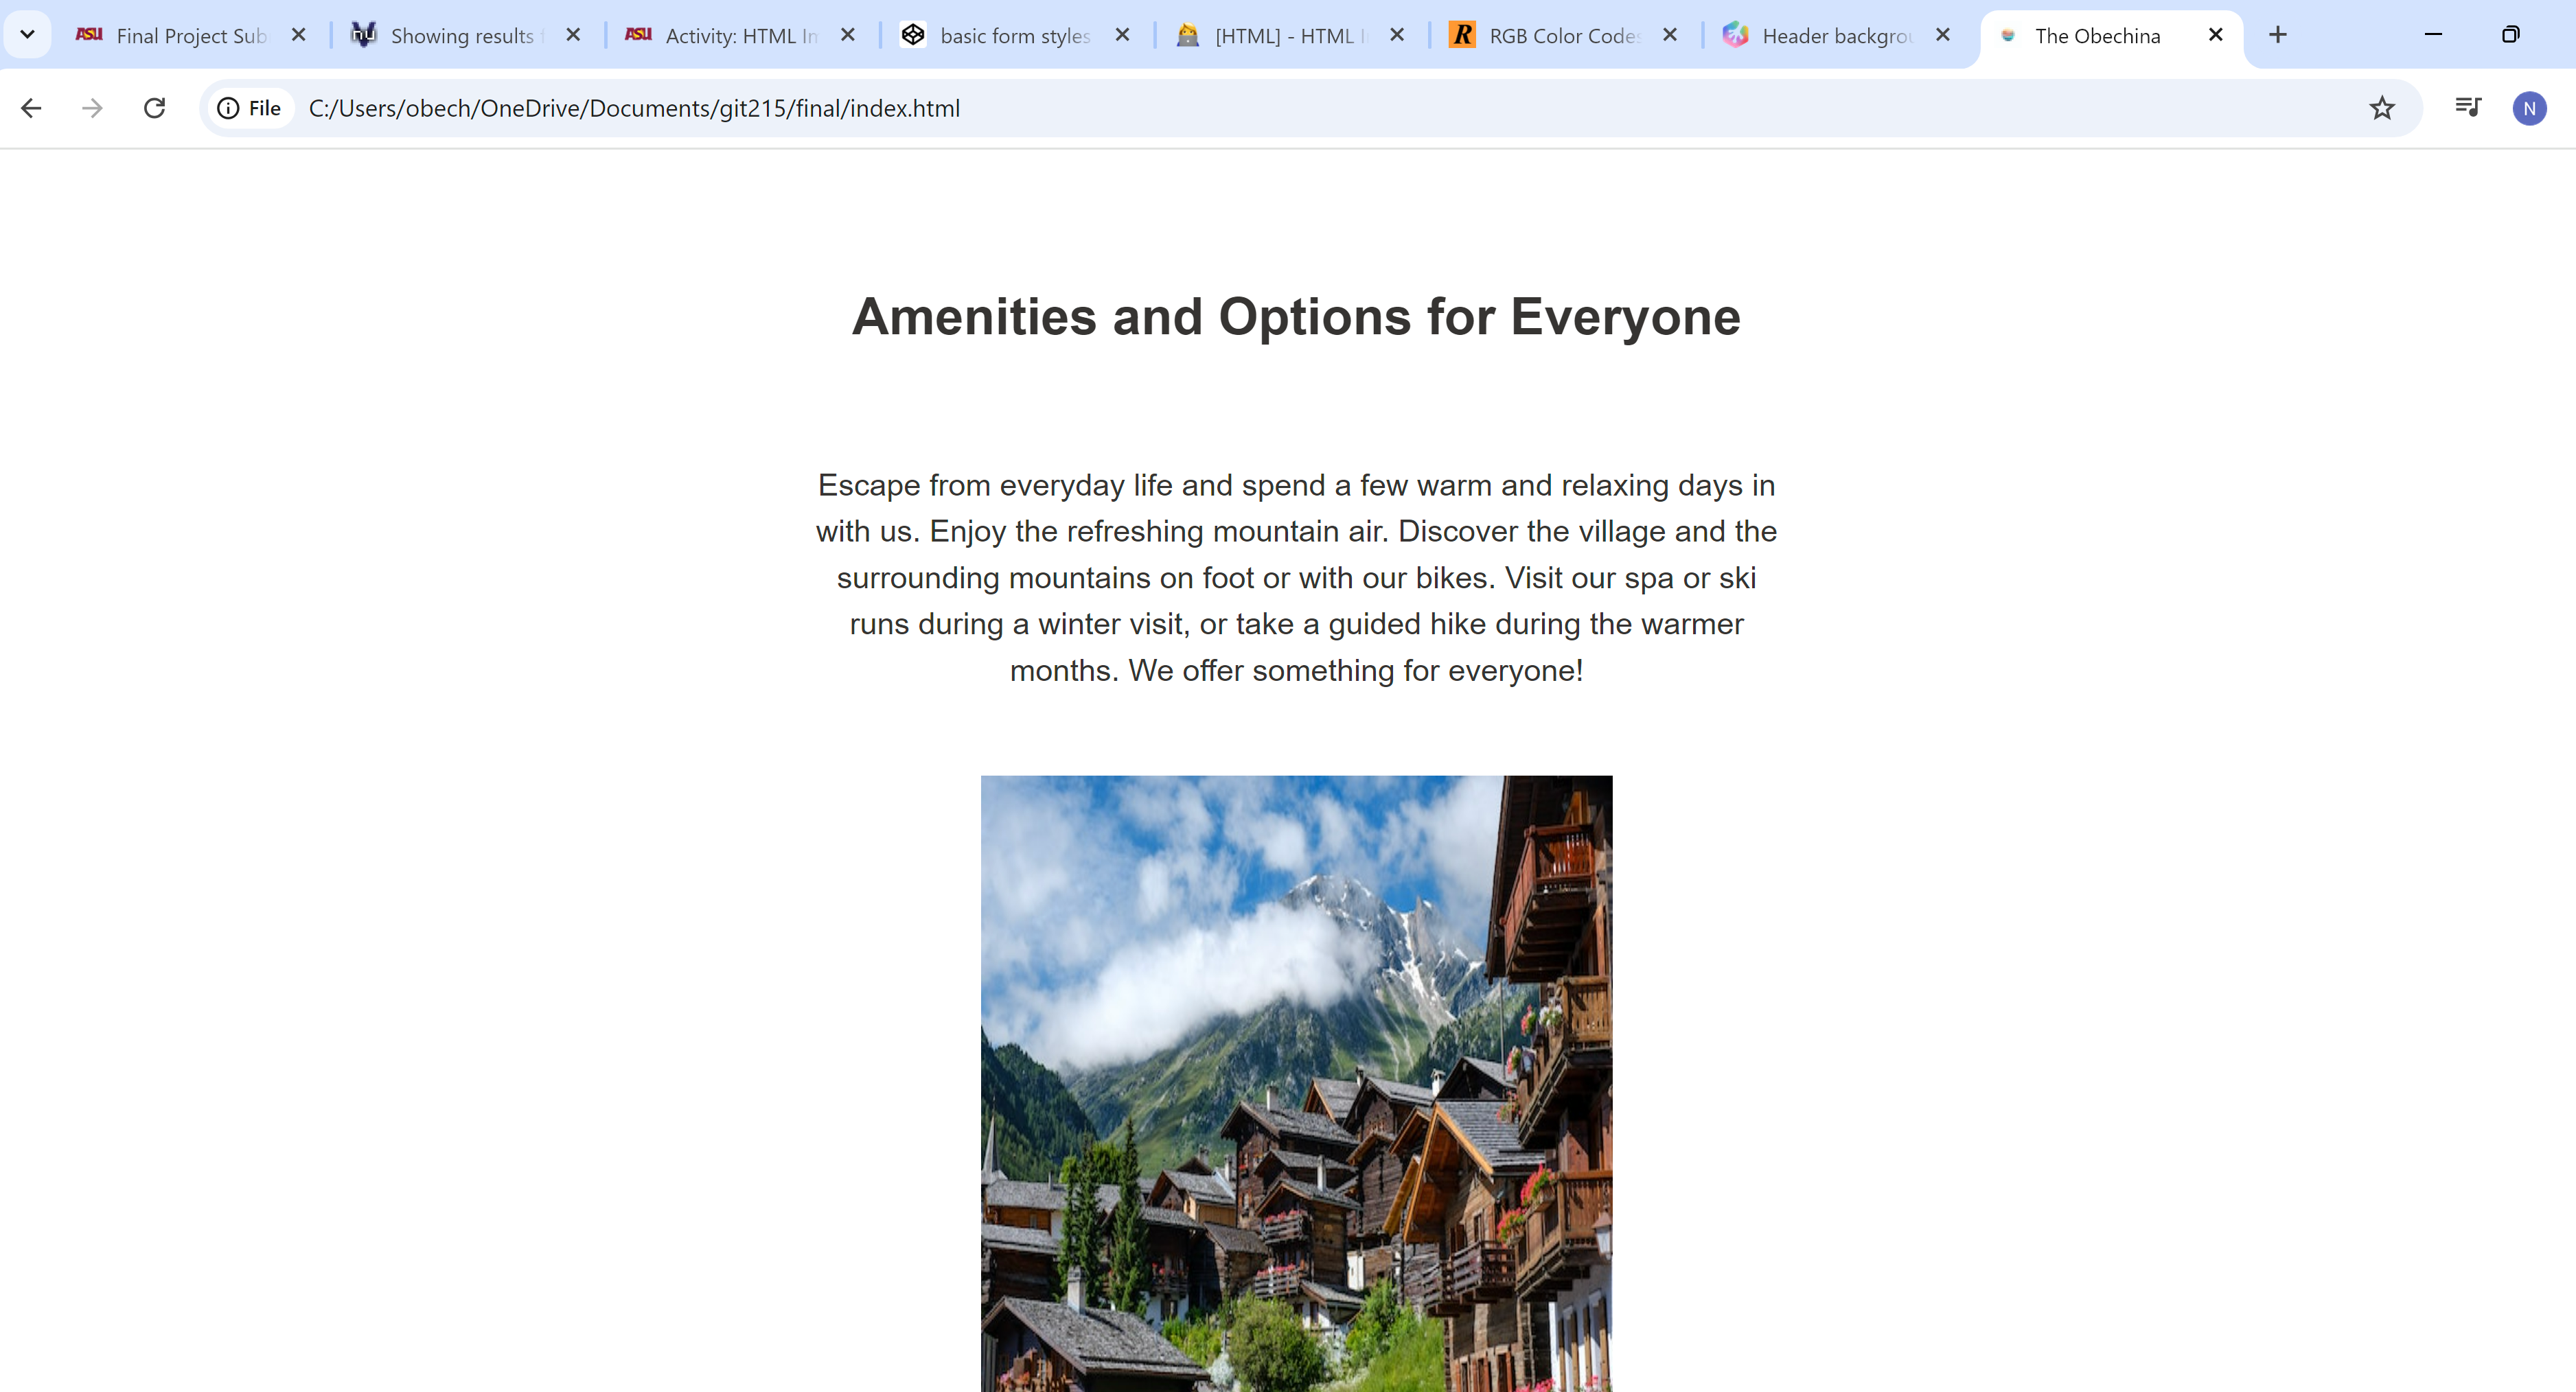 ASU Final Project Sub
Showing results f
ASU Activity: HTML Im
basic form styles
[HTML] - HTML I
R RGB Color Codes
Header backgrou
The Obechina
File C:/Users/obech/OneDrive/Documents/git215/final/index.html
N
Amenities and Options for Everyone
Escape from everyday life and spend a few warm and relaxing days in
with us. Enjoy the refreshing mountain air. Discover the village and the
surrounding mountains on foot or with our bikes. Visit our spa or ski
runs during a winter visit, or take a guided hike during the warmer
months. We offer something for everyone!